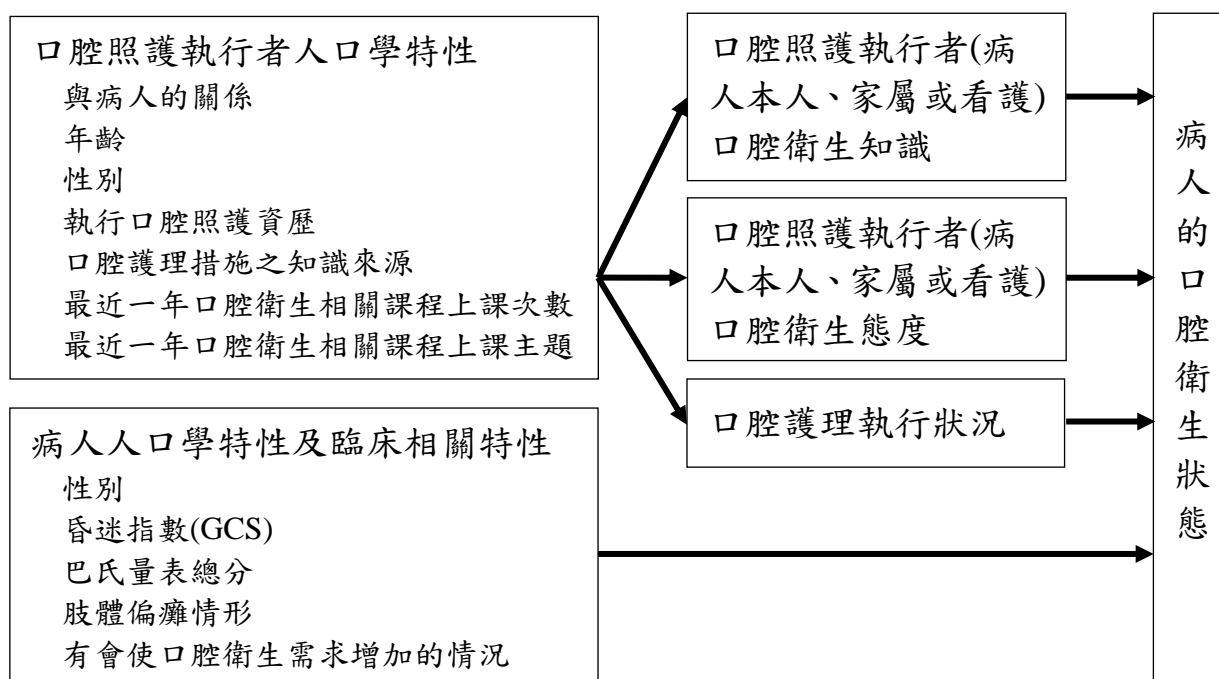 口腔照護執行者人口學特性
與病人的關係
年齡
性別
執行口腔照護資歷
口腔護理措施之知識來源
最近一年口腔衛生相關課程上課次數
最近一年口腔衛生相關課程上課主題
病人人口學特性及臨床相關特性
性別
昏迷指數(GCS)
巴氏量表總分
肢體偏癱情形
有會使口腔衛生需求增加的情況
口腔照護執行者(病
人本人、家屬或看護)
口腔衛生知識
口腔照護執行者(病
人本人、家屬或看護)
口腔衛生態度
口腔護理執行狀況
病人的口腔衛生狀態